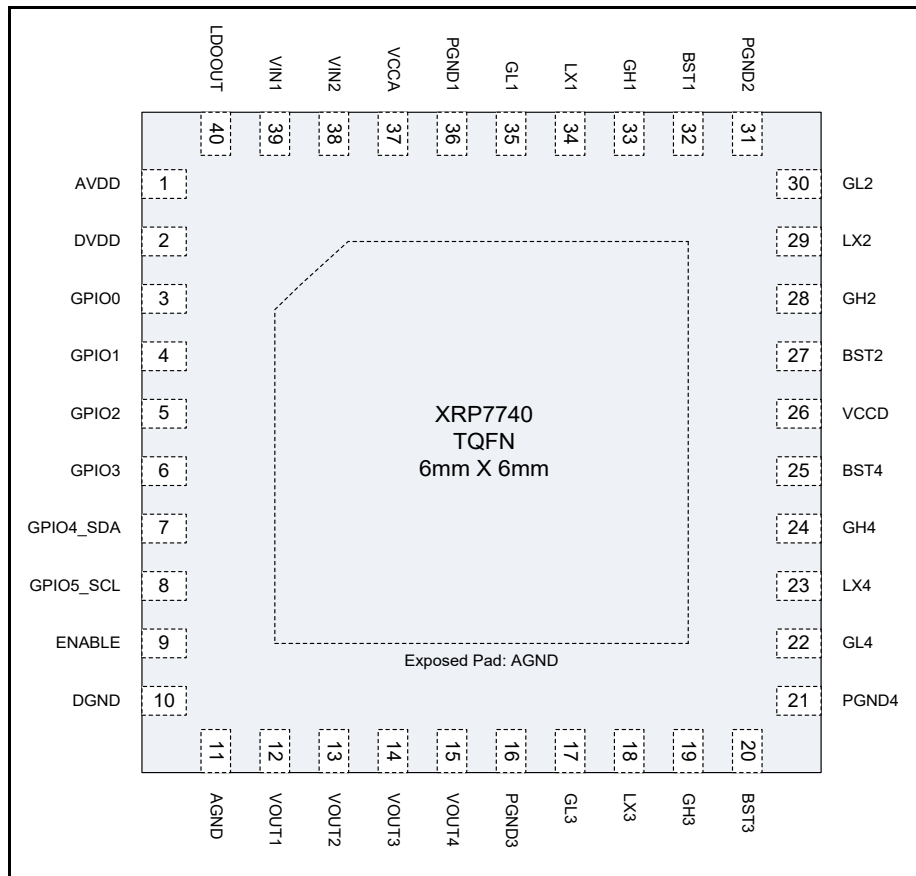 LDOOUT
VIN1
VIN2
VCCA
PGND1
GL1
LX1
GH1
BST1
PGND2
40
39
38
37
36
35
34
33
32
31
AVDD 1
DVDD 2
GPIO0 3
GPIO1 4
GPIO2 5
GPIO3 6
GPIO4_SDA 7
GPIO5_SCL 8
ENABLE 9
DGND 10
XRP7740
TQFN
6mm X 6mm
Exposed Pad: AGND
30 GL2
29 LX2
28 GH2
27 BST2
26 VCCD
25 BST4
24 GH4
23 LX4
22 GL4
21 PGND4
11
12
13
14
15
16
17
18
19
20
AGND
VOUT1
VOUT2
VOUT3
VOUT4
PGND3
GL3
LX3
GH3
BST3